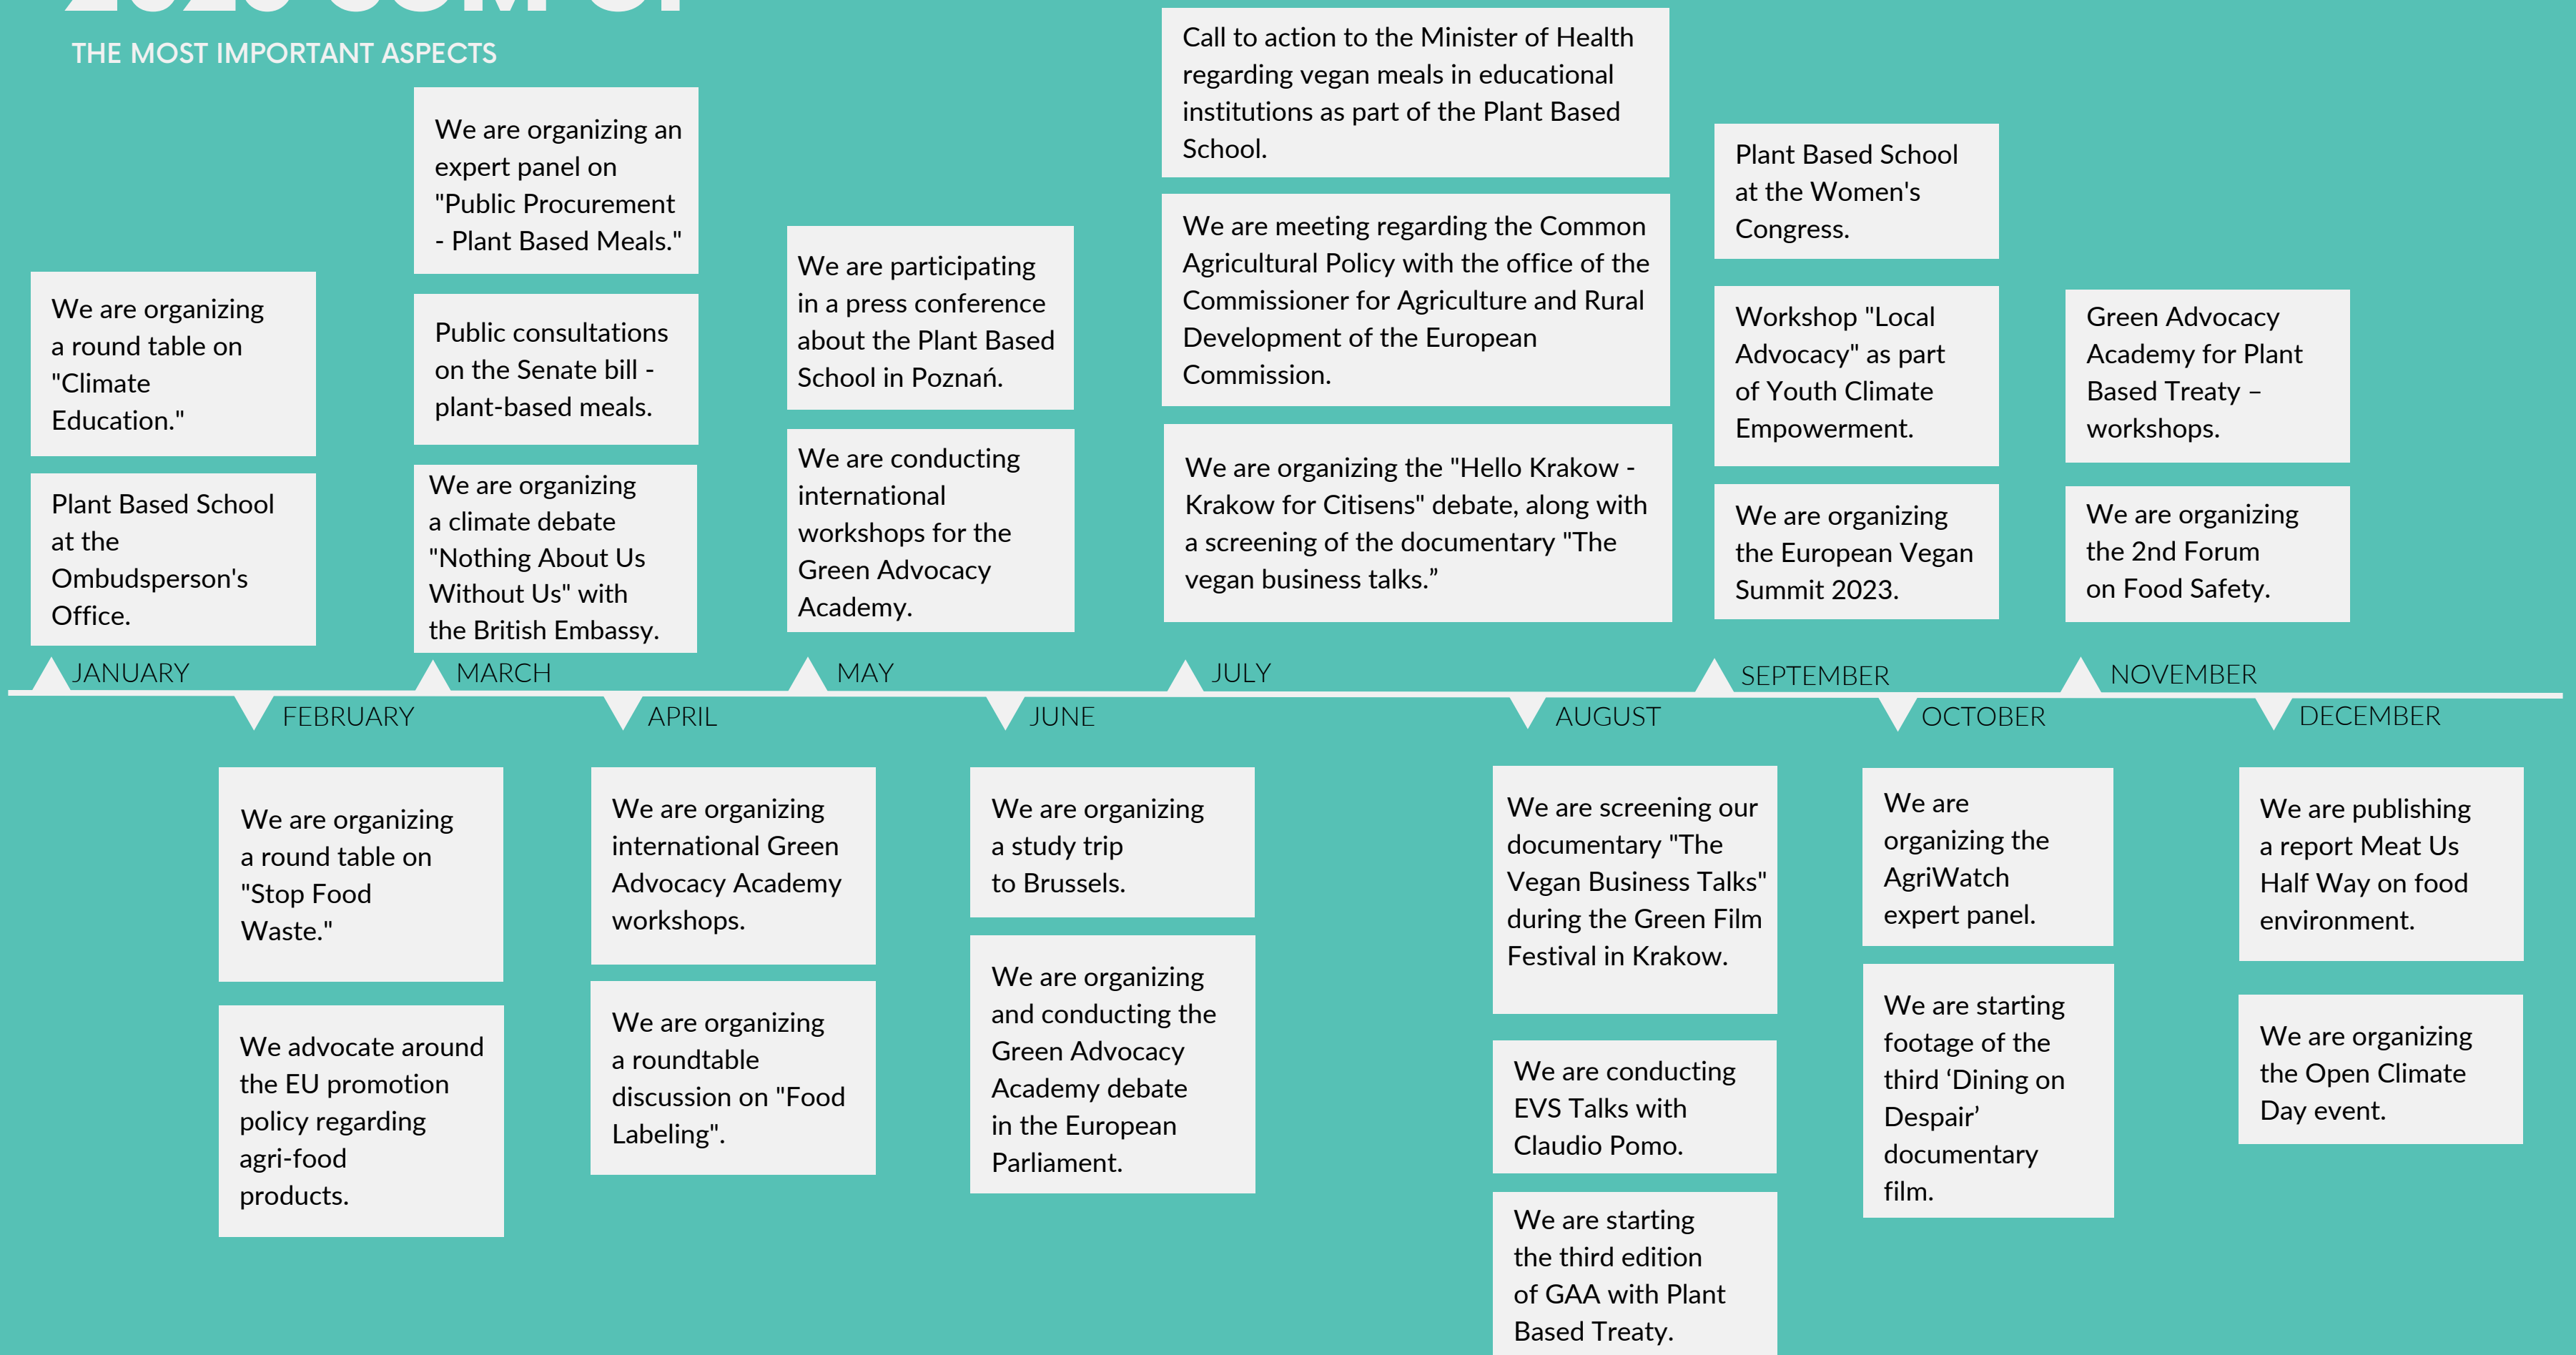 THE MOST IMPORTANT ASPECTS
We are organizing
a round table on
"Climate
Education."
Plant Based School
at the
Ombudsperson's
Office.
JANUARY
We are organizing
a round table on
"Stop Food
Waste."
We advocate around
the EU promotion
policy regarding
agri-food
products.
FEBRUARY
We are organizing an
expert panel on
"Public Procurement
- Plant Based Meals."
Public consultations
on the Senate bill -
plant-based meals.
We are organizing
a climate debate
"Nothing About Us
Without Us" with
the British Embassy.
MARCH
APRIL
We are organizing
international Green
Advocacy Academy
workshops.
We are organizing
a roundtable
discussion on "Food
Labeling".
We are participating
in a press conference
about the Plant Based
School in Poznań.
We are conducting
international
workshops for the
Green Advocacy
Academy.
MAY
JUNE
We are organizing
a study trip
to Brussels.
We are organizing
and conducting the
Green Advocacy
Academy debate
in the European
Parliament.
Call to action to the Minister of Health
regarding vegan meals in educational
institutions as part of the Plant Based
School.
We are meeting regarding the Common
Agricultural Policy with the office of the
Commissioner for Agriculture and Rural
Development of the European
Commission.
We are organizing the "Hello Krakow -
Krakow for Citisens" debate, along with
a screening of the documentary "The
vegan business talks.”
JULY
AUGUST
We are screening our
documentary "The
Vegan Business Talks"
during the Green Film
Festival in Krakow.
We are conducting
EVS Talks with
Claudio Pomo.
We are starting
the third edition
of GAA with Plant
Based Treaty.
Plant Based School
at the Women's
Congress.
Workshop "Local
Advocacy" as part
of Youth Climate
Empowerment.
We are organizing
the European Vegan
Summit 2023.
SEPTEMBER
OCTOBER
We are
organizing the
AgriWatch
expert panel.
We are starting
footage of the
third ‘Dining on
Despair’
documentary
film.
Green Advocacy
Academy for Plant
Based Treaty –
workshops.
We are organizing
the 2nd Forum
on Food Safety.
NOVEMBER
DECEMBER
We are publishing
a report Meat Us
Half Way on food
environment.
We are organizing
the Open Climate
Day event.